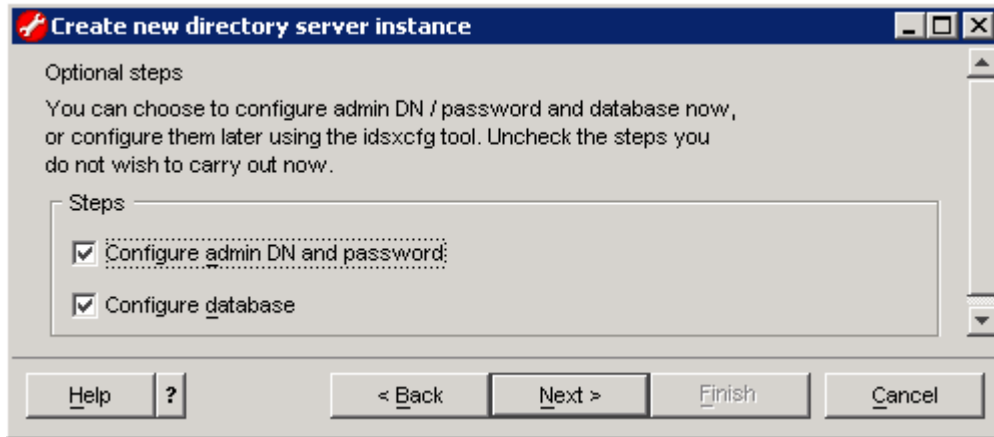 Create new directory server instance
Optional steps
You can choose to configure admin DN / password and database now,
or configure them later using the idsxcfg tool. Uncheck the steps you
do not wish to carry out now.
Steps
Configure admin DN and password
Configure database
Help ? < Back Next > Finish Cancel